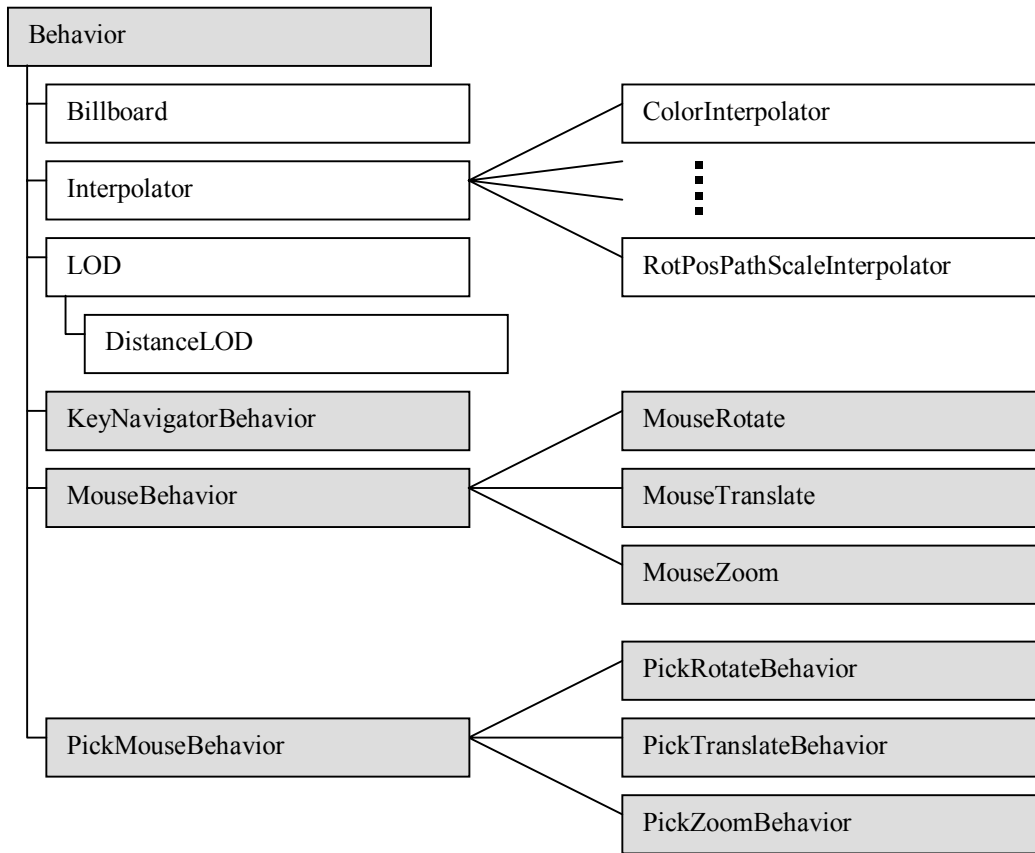 Behavior
Billboard
ColorInterpolator
Interpolator
LOD
RotPosPathScaleInterpolator
DistanceLOD
KeyNavigatorBehavior
MouseRotate
MouseBehavior
MouseTranslate
MouseZoom
PickRotateBehavior
PickMouseBehavior
PickTranslateBehavior
PickZoomBehavior